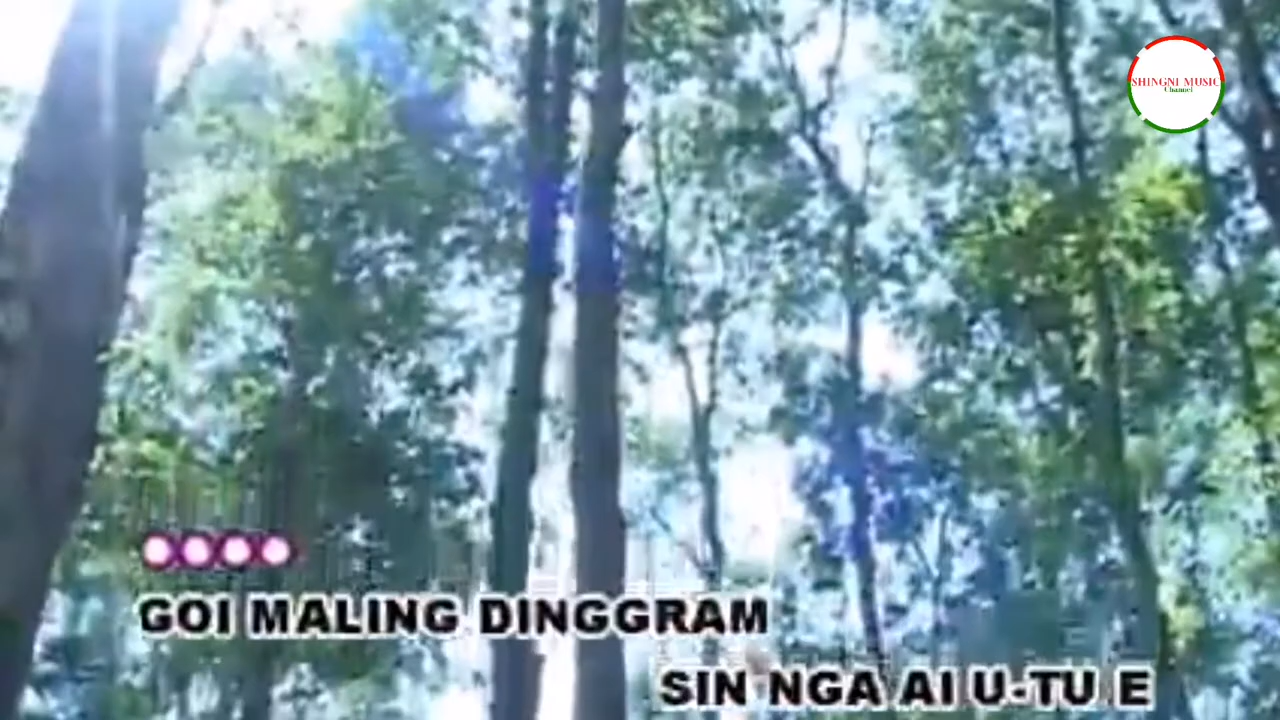 SHINGNI MUSIC
Channel
GOI MALING DINGGRAM
SIN NGA AI U-TU E